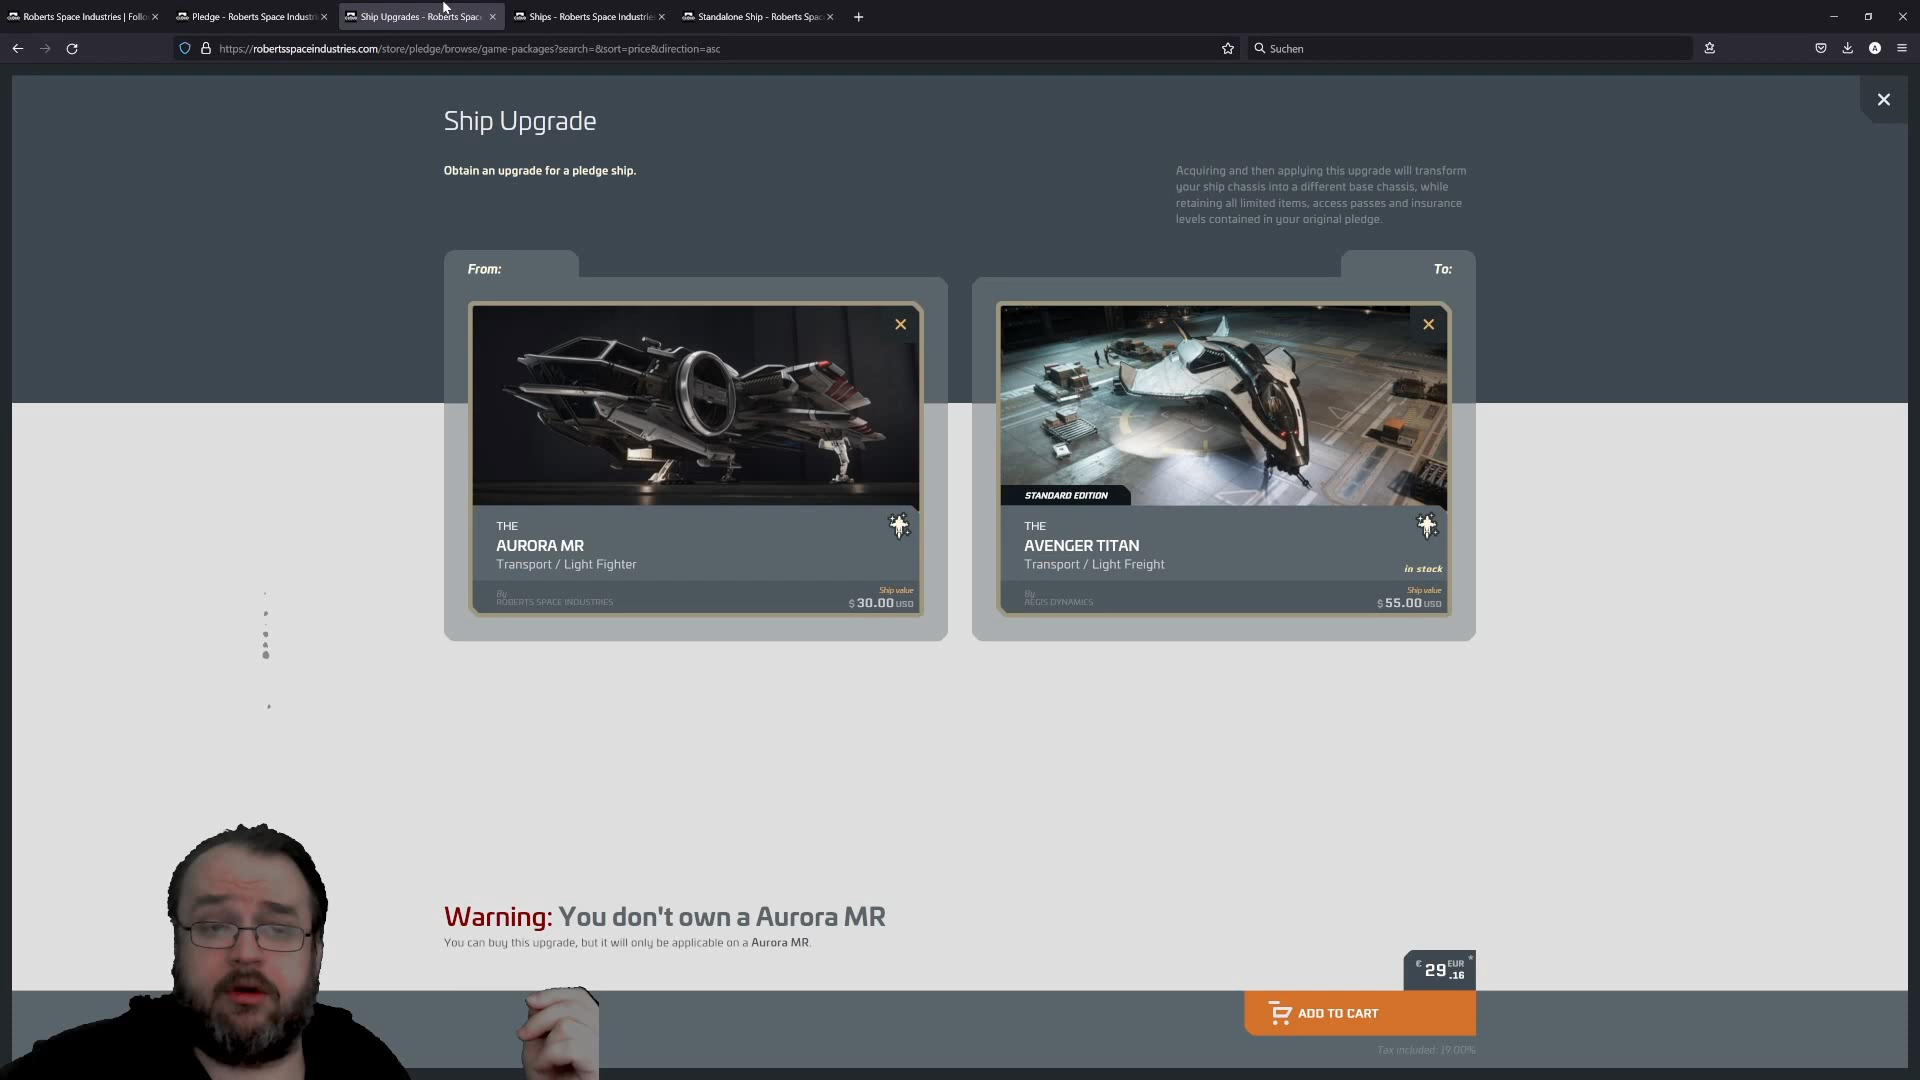 Roberts Space Industries | Follo
Pledge - Roberts Space Industri
Ship Upgrades - Roberts Space
Ships - Roberts Space Industries
Standalone Ship - Roberts Spac
https://robertsspaceindustries.com/store/pledge/browse/game-packages?search=&sort=price&direction=asc
Suchen
A
Ship Upgrade
Obtain an upgrade for a pledge ship.
Acquiring and then applying this upgrade will transform
your ship chassis into a different base chassis, while
retaining all limited items, access passes and insurance
levels contained in your original pledge.
From:
THE
AURORA MR
Transport / Light Fighter
By
ROBERTS SPACE INDUSTRIES
Ship value
$ 30.00 USD
To:
STANDARD EDITION
THE
AVENGER TITAN
Transport / Light Freight
in stock
By
AEGIS DYNAMICS
Ship value
$ 55.00 USD
Warning: You don't own a Aurora MR
You can buy this upgrade, but it will only be applicable on a Aurora MR.
€ 29.16 EUR *
ADD TO CART
Tax included: 19.00%